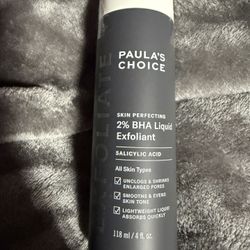 PAULA'S
CHOICE
SKIN PERFECTING
2% BHA Liquid
Exfoliant
SALICYLIC ACID
All Skin Types
UNCLOGS & SHRINKS
ENLARGED PORES
SMOOTHS & EVENS
SKIN TONE
LIGHTWEIGHT LIQUID
ABSORBS QUICKLY
118 ml / 4 fl. oz.